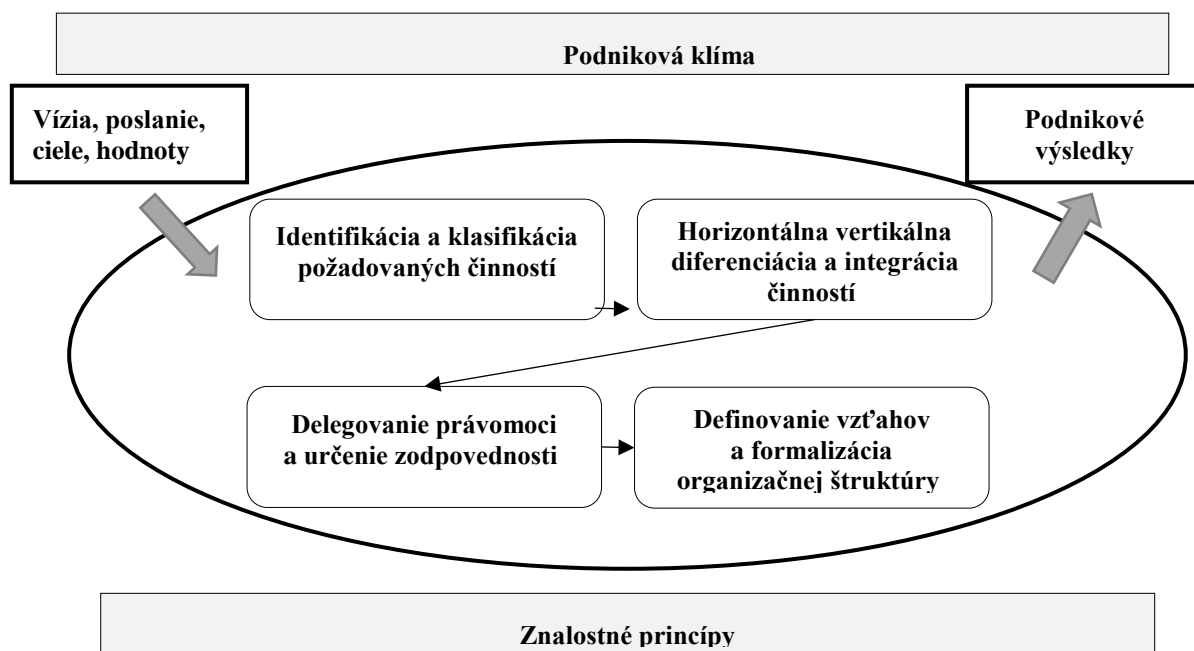 Podniková klíma
Vízia, poslanie,
ciele, hodnoty
Podnikové
výsledky
Identifikácia a klasifikácia
požadovaných činností
Horizontálna vertikálna
diferenciácia a integrácia
činností
Delegovanie právomoci
a určenie zodpovednosti
Definovanie vzťahov
a formalizácia
organizačnej štruktúry
Znalostné princípy